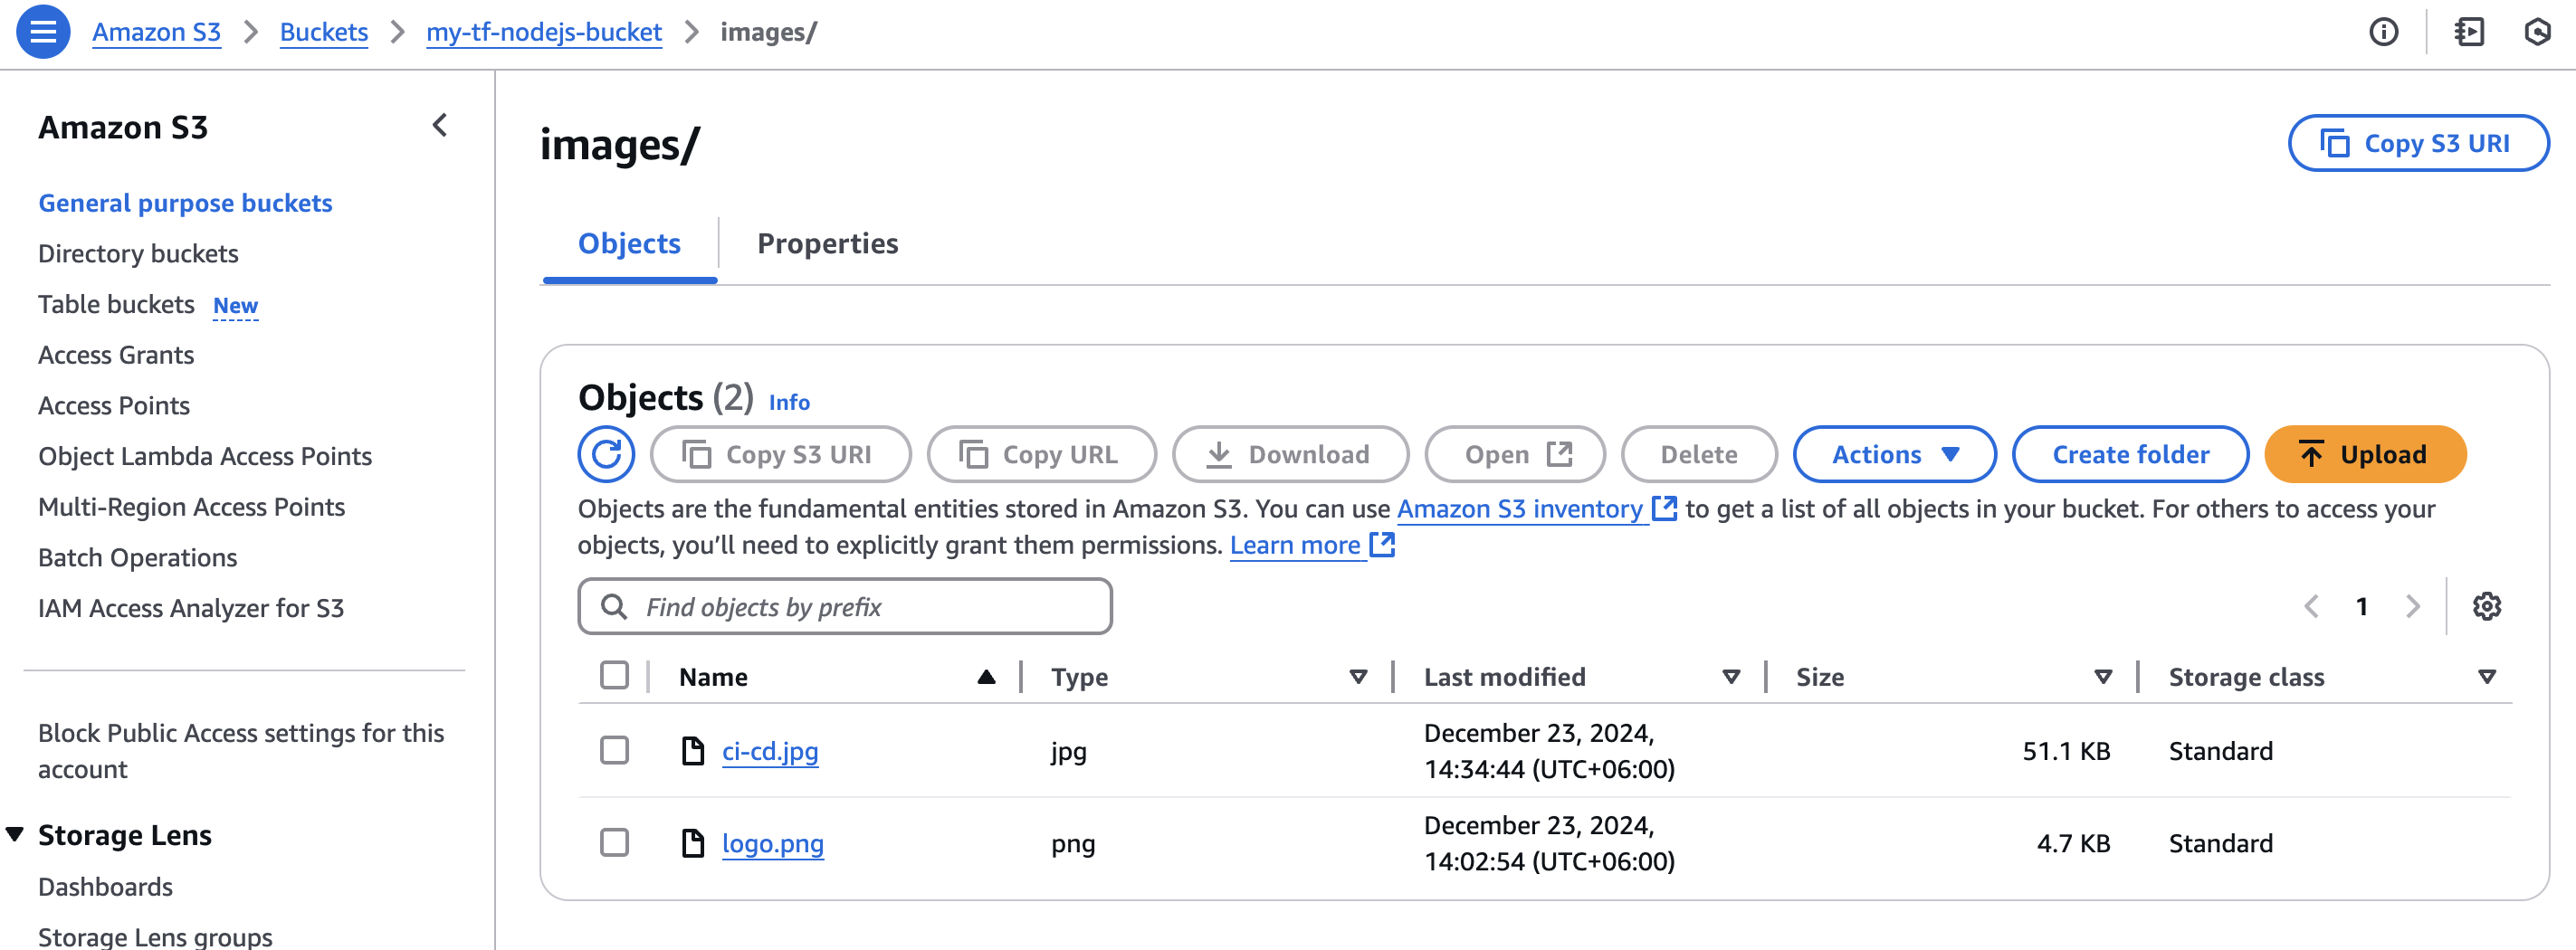 Amazon S3 > Buckets > my-tf-nodejs-bucket > images/
Amazon S3
General purpose buckets
Directory buckets
Table buckets New
Access Grants
Access Points
Object Lambda Access Points
Multi-Region Access Points
Batch Operations
IAM Access Analyzer for S3
Block Public Access settings for this
account
Storage Lens
Dashboards
Storage Lens groups
images/
Copy S3 URI
Objects
Properties
Objects (2) Info
Copy S3 URI
Copy URL
Download
Open
Delete
Actions
Create folder
Upload
Objects are the fundamental entities stored in Amazon S3. You can use Amazon S3 inventory to get a list of all objects in your bucket. For others to access your
objects, you’ll need to explicitly grant them permissions. Learn more
Find objects by prefix
1
Name Type Last modified Size Storage class
ci-cd.jpg jpg December 23, 2024, 51.1 KB Standard
14:34:44 (UTC+06:00)
logo.png png December 23, 2024, 4.7 KB Standard
14:02:54 (UTC+06:00)